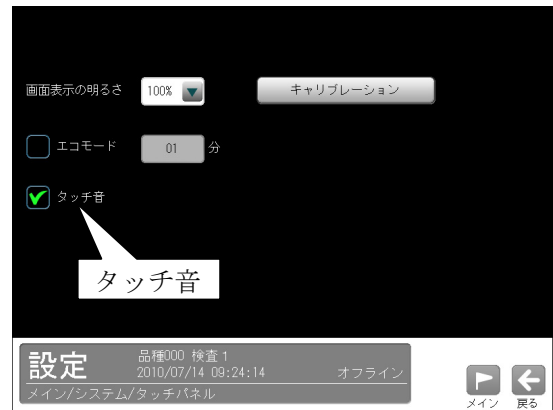 画面表示の明るさ 100% キャリブレーション
エコモード 01 分
タッチ音
タッチ音
設定 品種000 検査1
2010/07/14 09:24:14 オフライン
メイン/システム/タッチパネル
メイン 戻る